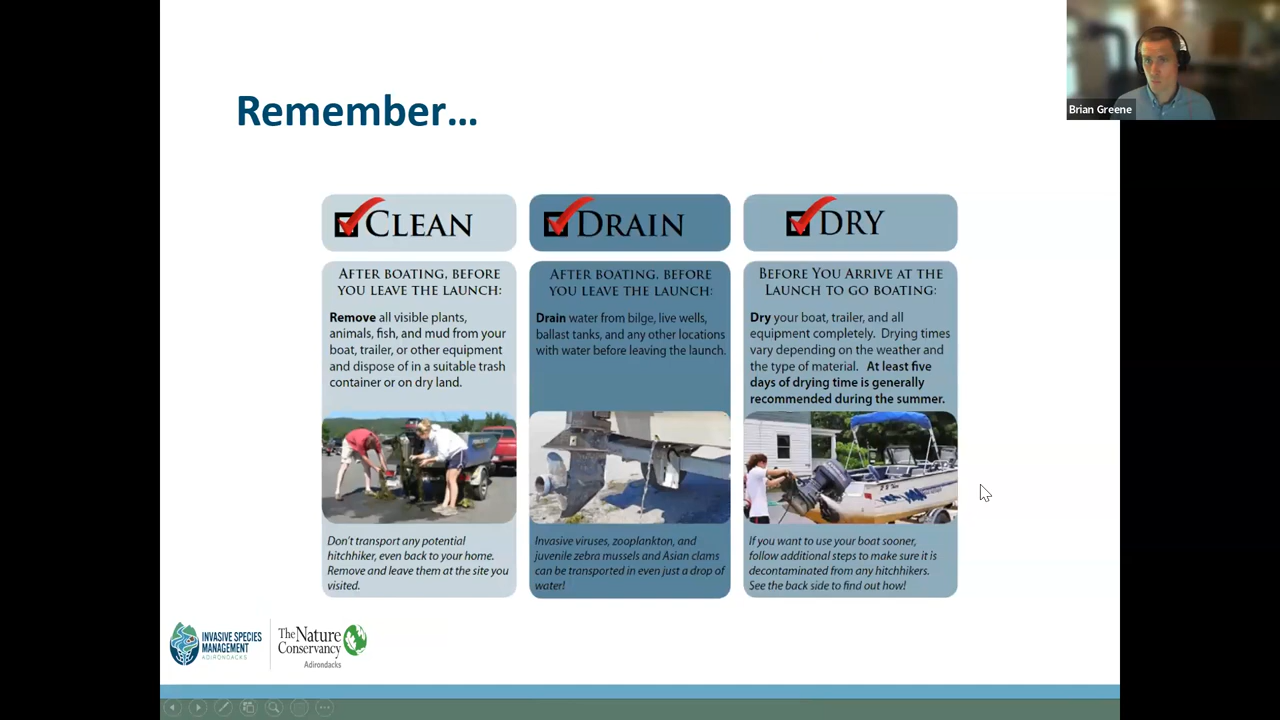 Remember...
CLEAN
DRAIN
DRY
AFTER BOATING, BEFORE
YOU LEAVE THE LAUNCH:
Remove all visible plants,
animals, fish, and mud from your
boat, trailer, or other equipment
and dispose of in a suitable trash
container or on dry land.
Don't transport any potential
hitchhiker, even back to your home.
Remove and leave them at the site you
visited.
AFTER BOATING, BEFORE
YOU LEAVE THE LAUNCH:
Drain water from bilge, live wells,
ballast tanks, and any other locations
with water before leaving the launch.
Invasive viruses, zooplankton, and
juvenile zebra mussels and Asian clams
can be transported in even just a drop of
water!
BEFORE YOU ARRIVE AT THE
LAUNCH TO GO BOATING:
Dry your boat, trailer, and all
equipment completely. Drying times
vary depending on the weather and
the type of material. At least five
days of drying time is generally
recommended during the summer.
If you want to use your boat sooner,
follow additional steps to make sure it is
decontaminated from any hitchhikers.
See the back side to find out how!
INVASIVE SPECIES
MANAGEMENT
ADIRONDACKS
The Nature
Conservancy
Adirondacks
Brian Greene